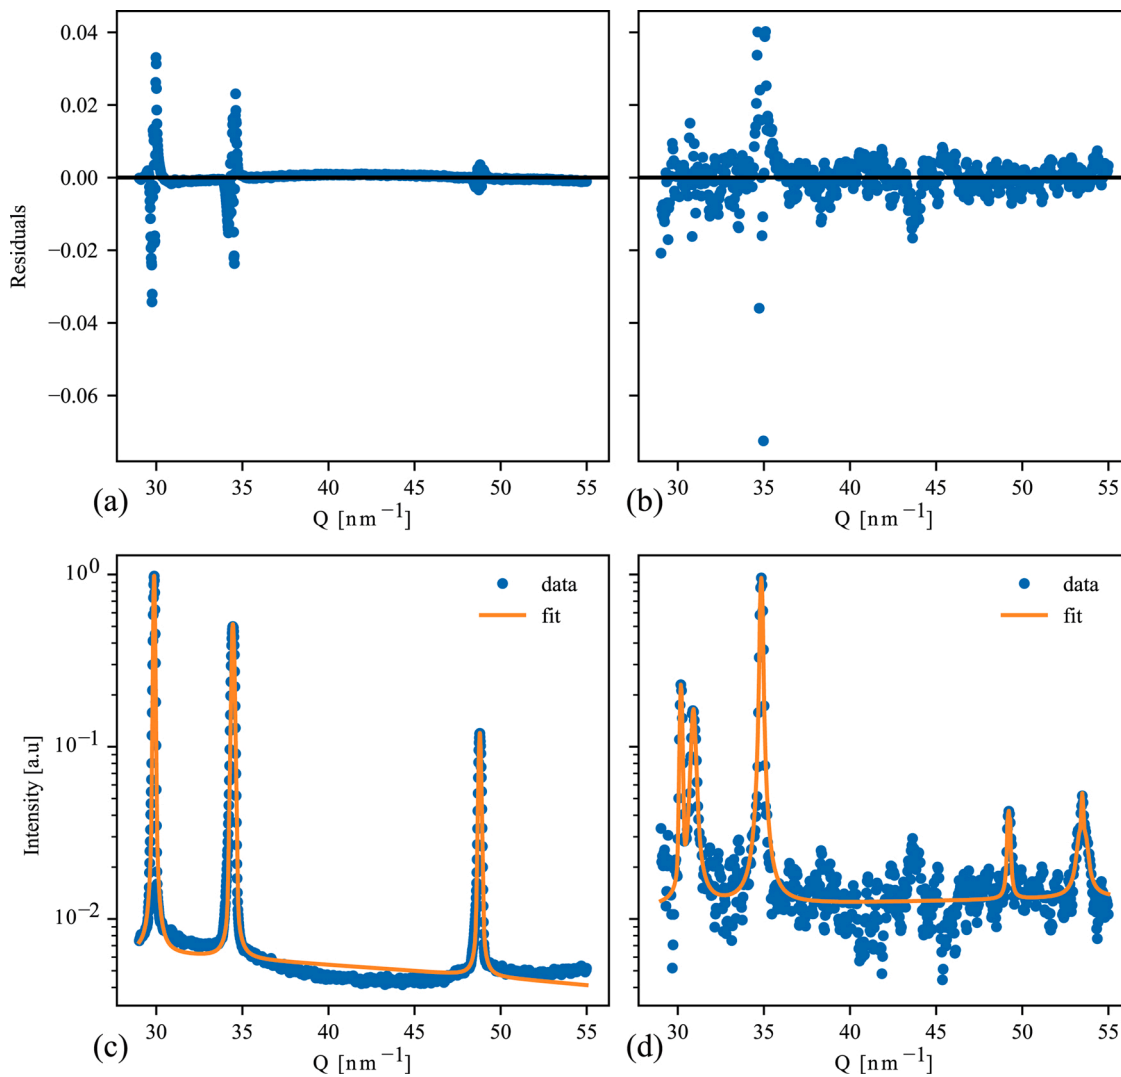 0.04
0.02
0.00
−0.02
−0.04
−0.06
Residuals
30 35 40 45 50 55
30 35 40 45 50 55
(a) Q [nm⁻¹]
(b) Q [nm⁻¹]
10⁰
10⁻¹
10⁻²
Intensity [a.u]
data
fit
data
fit
30 35 40 45 50 55
30 35 40 45 50 55
(c) Q [nm⁻¹]
(d) Q [nm⁻¹]